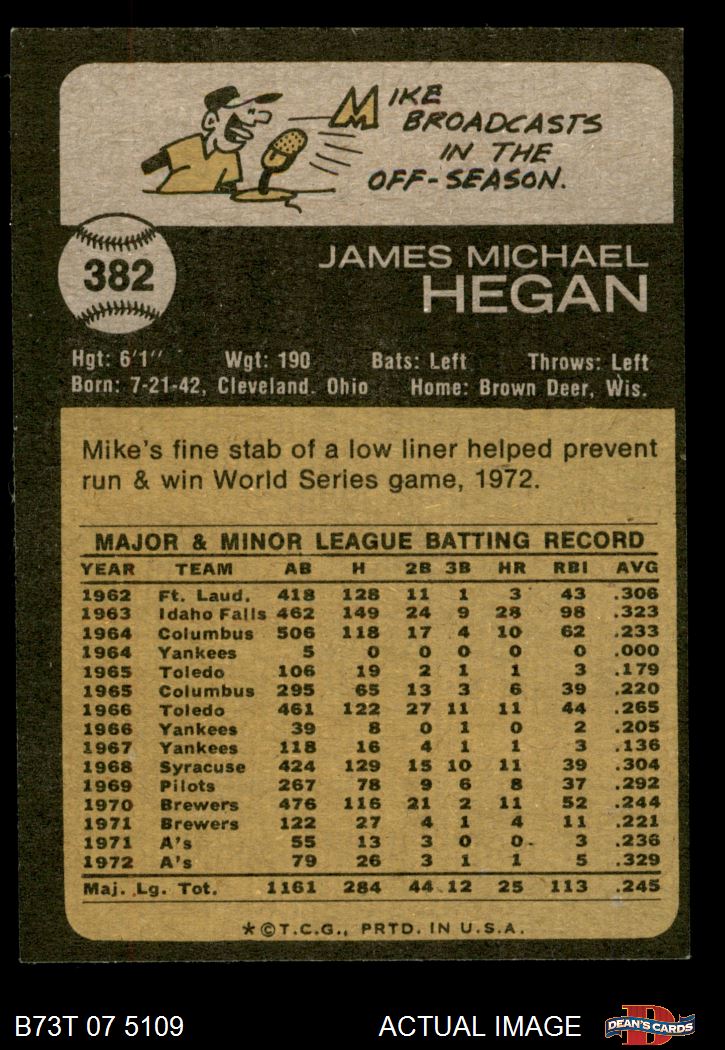 MIKE
BROADCASTS
IN THE
OFF-SEASON.
382
JAMES MICHAEL
HEGAN
Hgt: 6'1" Wgt: 190 Bats: Left Throws: Left
Born: 7-21-42, Cleveland. Ohio Home: Brown Deer, Wis.
Mike's fine stab of a low liner helped prevent
run & win World Series game, 1972.
MAJOR & MINOR LEAGUE BATTING RECORD
YEAR TEAM AB H 2B 3B HR RBI AVG
1962 Ft. Laud. 418 128 11 1 3 43 .306
1963 Idaho Falls 462 149 24 9 28 98 .323
1964 Columbus 506 118 17 4 10 62 .233
1964 Yankees 5 0 0 0 0 0 .000
1965 Toledo 106 19 2 1 1 3 .179
1965 Columbus 295 65 13 3 6 39 .220
1966 Toledo 461 122 27 11 11 44 .265
1966 Yankees 39 8 0 1 0 2 .205
1967 Yankees 118 16 4 1 1 3 .136
1968 Syracuse 424 129 15 10 11 39 .304
1969 Pilots 267 78 9 6 8 37 .292
1970 Brewers 476 116 21 2 11 52 .244
1971 Brewers 122 27 4 1 4 11 .221
1971 A's 55 13 3 0 0 3 .236
1972 A's 79 26 3 1 1 5 .329
Maj. Lg. Tot. 1161 284 44 12 25 113 .245
*©T.C.G., PRTD. IN U.S.A.
B73T 07 5109 ACTUAL IMAGE
DEAN'S CARDS